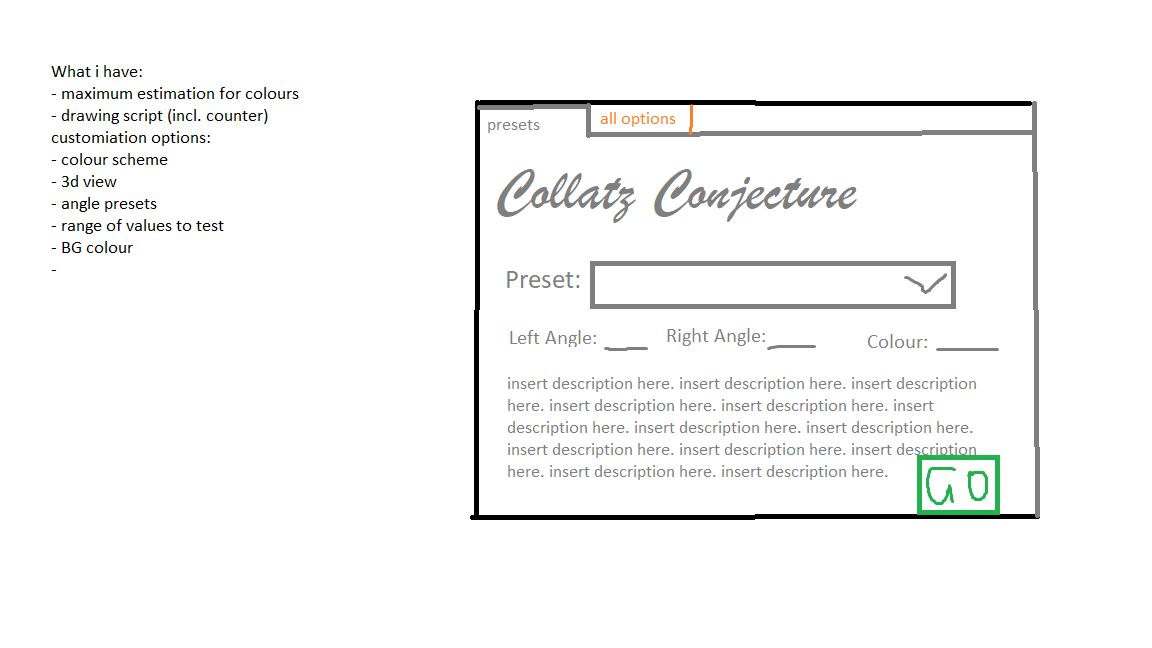 What i have:
- maximum estimation for colours
- drawing script (incl. counter)
customiation options:
- colour scheme
- 3d view
- angle presets
- range of values to test
- BG colour
-
presets
all options
Collatz Conjecture
Preset:
Left Angle:
Right Angle:
Colour:
insert description here. insert description here. insert description
here. insert description here. insert description here. insert
description here. insert description here. insert description here.
insert description here. insert description here. insert description
here. insert description here. insert description here.
GO